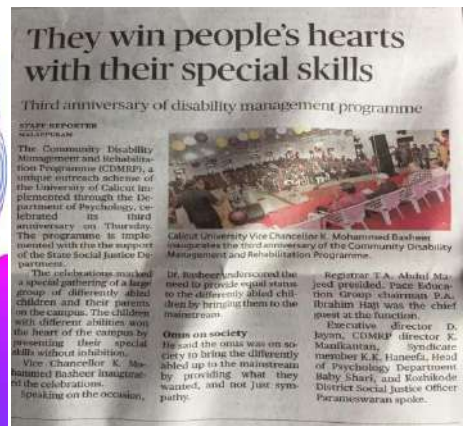 They win people's hearts
with their special skills
Third anniversary of disability management programme
STAFF REPORTER
MALAPPURAM
The Community Disability
Management and Rehabilita-
tion Programme (CDMRP), a
unique outreach scheme of
the University of Calicut im-
plemented through the De-
partment of Psychology, ce-
lebrated its third
anniversary on Thursday.
The programme is imple-
mented with the the support
of the State Social Justice De-
partment.
The celebrations marked
a special gathering of a large
group of differently abled
children and their parents
on the campus. The children
with different abilities won
the heart of the campus by
presenting their special
skills without inhibition.
Vice Chancellor K. Mo-
hammed Basheer inaugurat-
ed the celebrations.
Speaking on the occasion,
Calicut University Vice Chancellor K. Mohammed Basheer
inaugurates the third anniversary of the Community Disability
Management and Rehabilitation Programme.
Dr. Basheer underscored the
need to provide equal status
to the differently abled chil-
dren by bringing them to the
mainstream.
Onus on society
He said the onus was on so-
ciety to bring the differently
abled up to the mainstream
by providing what they
wanted, and not just sym-
pathy.
Registrar T.A. Abdul Ma-
jeed presided. Pace Educa-
tion Group chairman P.A.
Ibrahim Haji was the chief
guest at the function.
Executive director D.
Jayan, CDMRP director K.
Manikantan, Syndicate
member K.K. Haneefa, Head
of Psychology Department
Baby Shari, and Kozhikode
District Social Justice Officer
Parameswaran spoke.